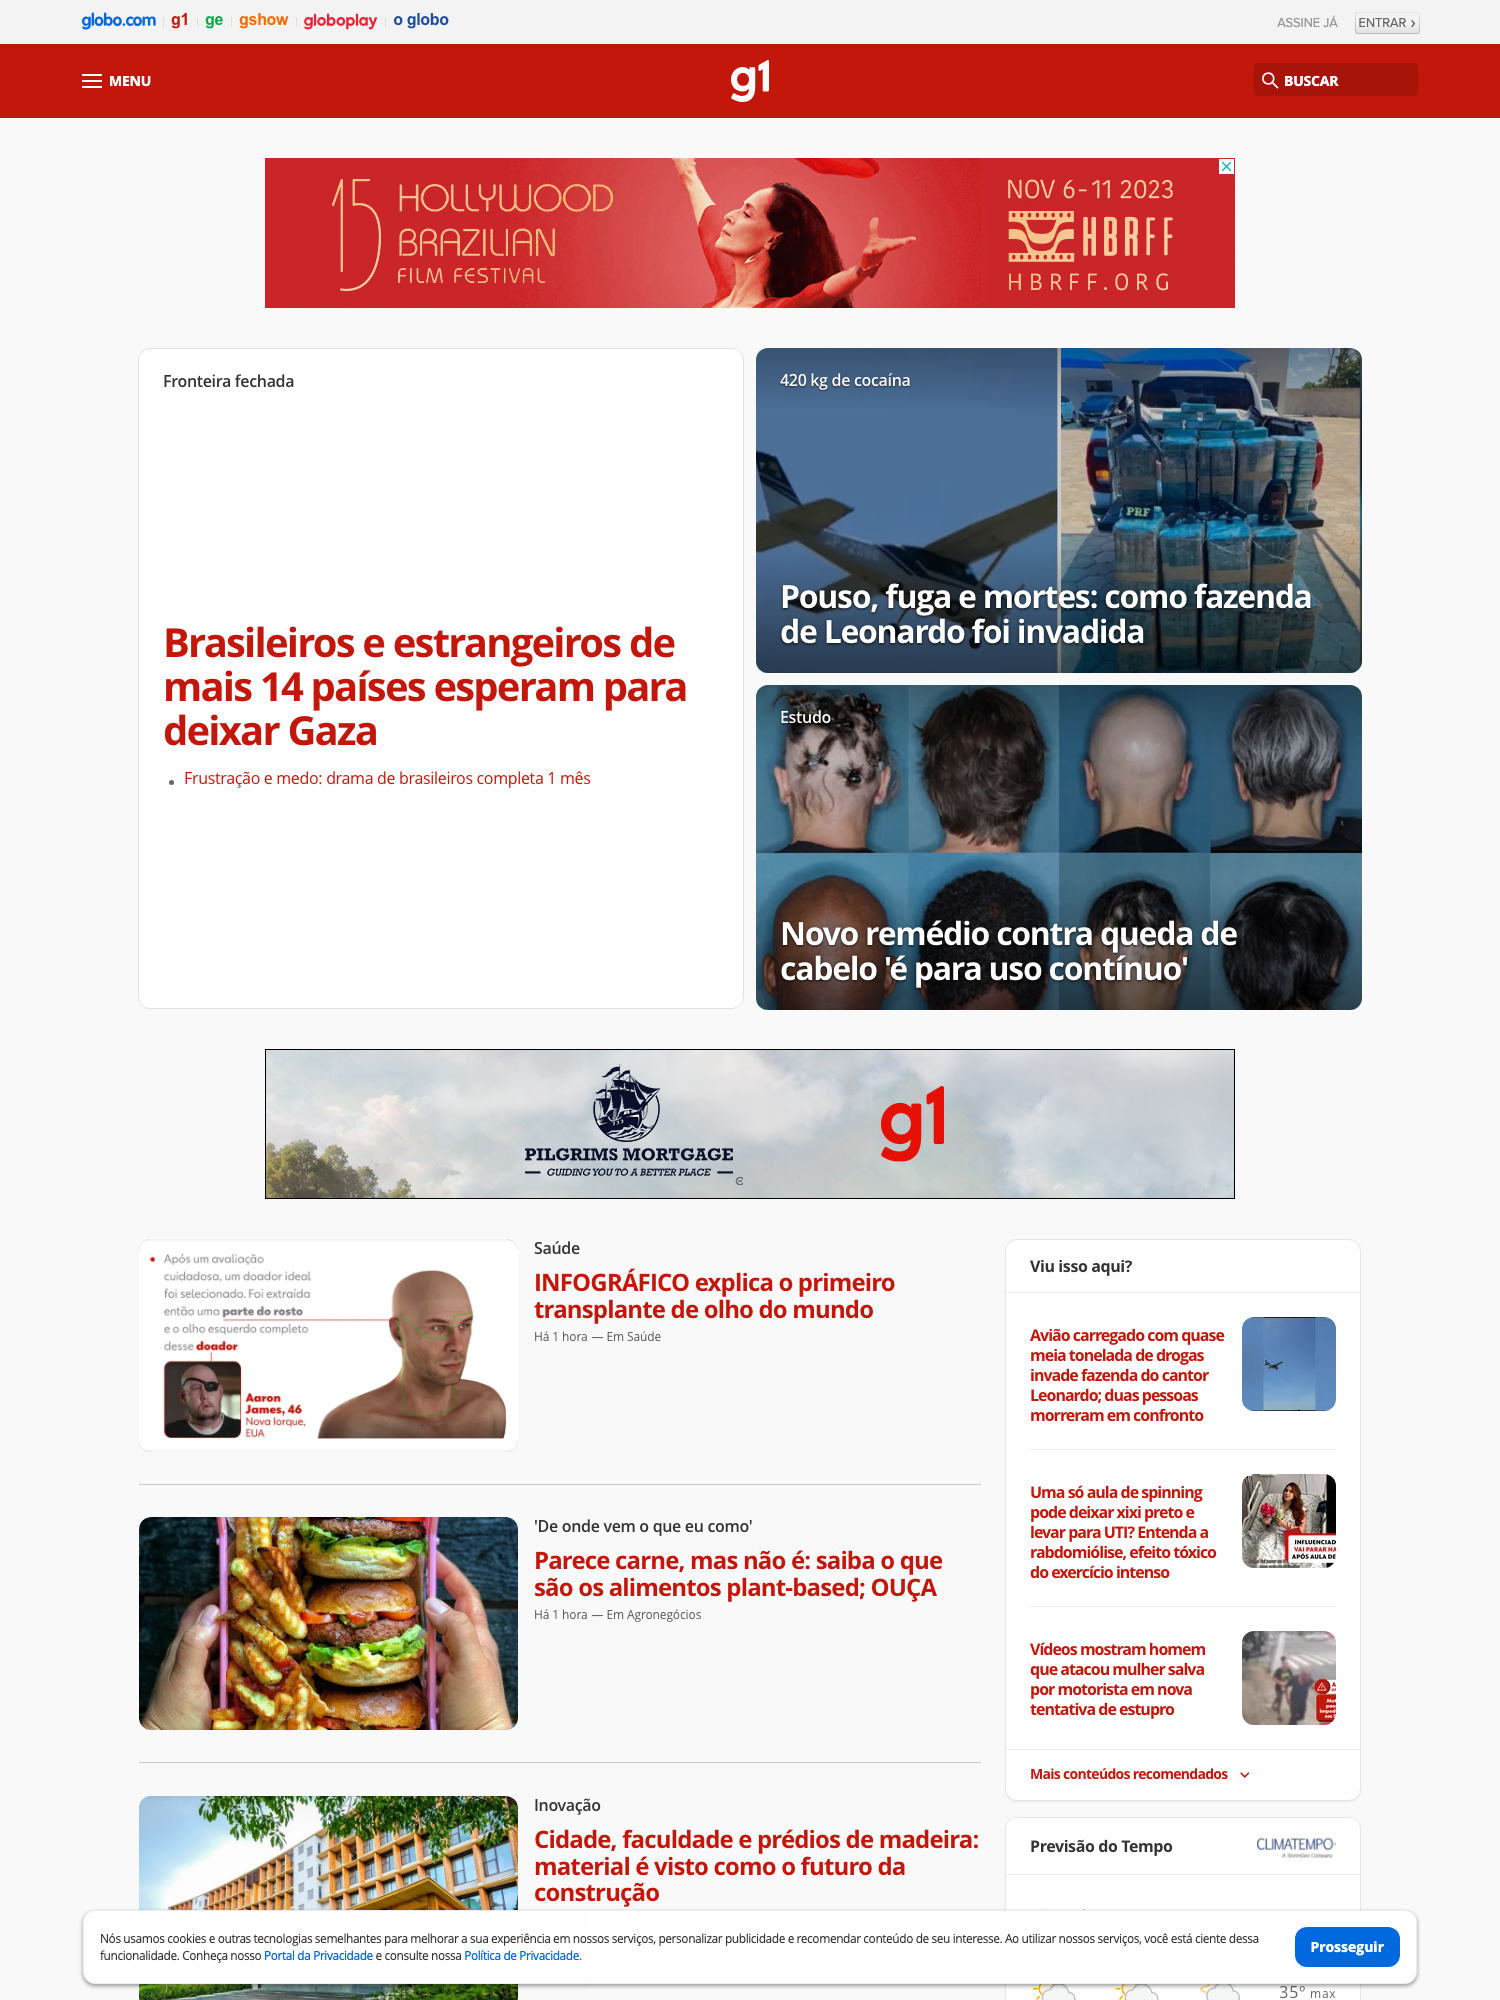 globo.com g1 ge gshow globoplay o globo
ASSINE JÁ ENTRAR ›
MENU
g1
BUSCAR
15 HOLLYWOOD
BRAZILIAN
FILM FESTIVAL
NOV 6-11 2023
HBRFF
HBRFF.ORG
Fronteira fechada
Brasileiros e estrangeiros de
mais 14 países esperam para
deixar Gaza
Frustração e medo: drama de brasileiros completa 1 mês
420 kg de cocaína
PRF
Pouso, fuga e mortes: como fazenda
de Leonardo foi invadida
Estudo
Novo remédio contra queda de
cabelo 'é para uso contínuo'
PILGRIMS MORTGAGE
GUIDING YOU TO A BETTER PLACE
g1
• Após um avaliação
cuidadosa, um doador ideal
foi selecionado. Foi extraída
então uma parte do rosto
e o olho esquerdo completo
desse doador
Aaron
James, 46
Nova Iorque,
EUA
Saúde
INFOGRÁFICO explica o primeiro
transplante de olho do mundo
Há 1 hora — Em Saúde
'De onde vem o que eu como'
Parece carne, mas não é: saiba o que
são os alimentos plant-based; OUÇA
Há 1 hora — Em Agronegócios
Inovação
Cidade, faculdade e prédios de madeira:
material é visto como o futuro da
construção
Viu isso aqui?
Avião carregado com quase
meia tonelada de drogas
invade fazenda do cantor
Leonardo; duas pessoas
morreram em confronto
Uma só aula de spinning
pode deixar xixi preto e
levar para UTI? Entenda a
rabdomiólise, efeito tóxico
do exercício intenso
INFLUENCIAD
VAI PARAR NA
APÓS AULA DE
Vídeos mostram homem
que atacou mulher salva
por motorista em nova
tentativa de estupro
Mais conteúdos recomendados
Previsão do Tempo
CLIMATEMPO
A StormGeo Company
35° max
Nós usamos cookies e outras tecnologias semelhantes para melhorar a sua experiência em nossos serviços, personalizar publicidade e recomendar conteúdo de seu interesse. Ao utilizar nossos serviços, você está ciente dessa
funcionalidade. Conheça nosso Portal da Privacidade e consulte nossa Política de Privacidade.
Prosseguir